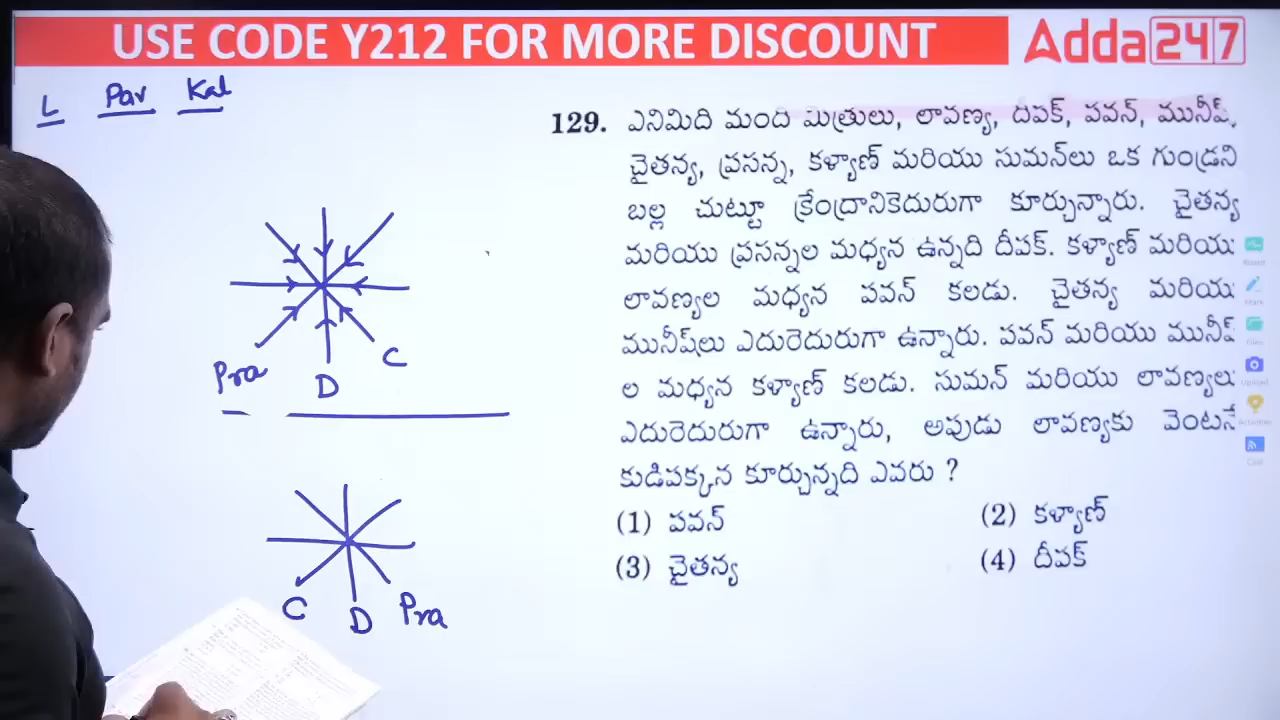 USE CODE Y212 FOR MORE DISCOUNT
Adda247
L Par Kal
129. ఎనిమిది మంది మిత్రులు, లావణ్య, దీపక్, పవన్, మునీష్,
చైతన్య, ప్రసన్న, కళ్యాణ్ మరియు సుమన్‌లు ఒక గుండ్రని
బల్ల చుట్టూ క్రేంద్రానికెదురుగా కూర్చున్నారు. చైతన్య
మరియు ప్రసన్నల మధ్యన ఉన్నది దీపక్. కళ్యాణ్ మరియు
లావణ్యల మధ్యన పవన్ కలడు. చైతన్య మరియు
మునీష్‌లు ఎదురెదురుగా ఉన్నారు. పవన్ మరియు మునీష్
ల మధ్యన కళ్యాణ్ కలడు. సుమన్ మరియు లావణ్యలు
ఎదురెదురుగా ఉన్నారు, అపుడు లావణ్యకు వెంటనే
కుడిపక్కన కూర్చున్నది ఎవరు ?
(1) పవన్ (2) కళ్యాణ్
(3) చైతన్య (4) దీపక్
Pra D C
C D Pra